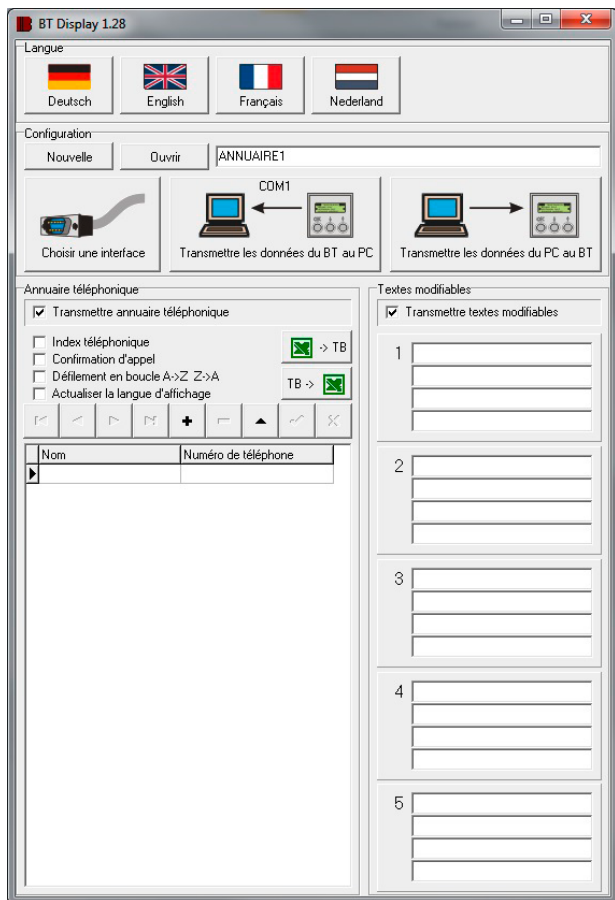 BT Display 1.28
Langue
Deutsch
English
Français
Nederland
Configuration
Nouvelle
Ouvrir
ANNUAIRE1
Choisir une interface
COM1
Transmettre les données du BT au PC
Transmettre les données du PC au BT
Annuaire téléphonique
Transmettre annuaire téléphonique
Index téléphonique
Confirmation d'appel
Défilement en boucle A->Z Z->A
Actualiser la langue d'affichage
-> TB
TB ->
Nom
Numéro de téléphone
Textes modifiables
Transmettre textes modifiables
1
2
3
4
5